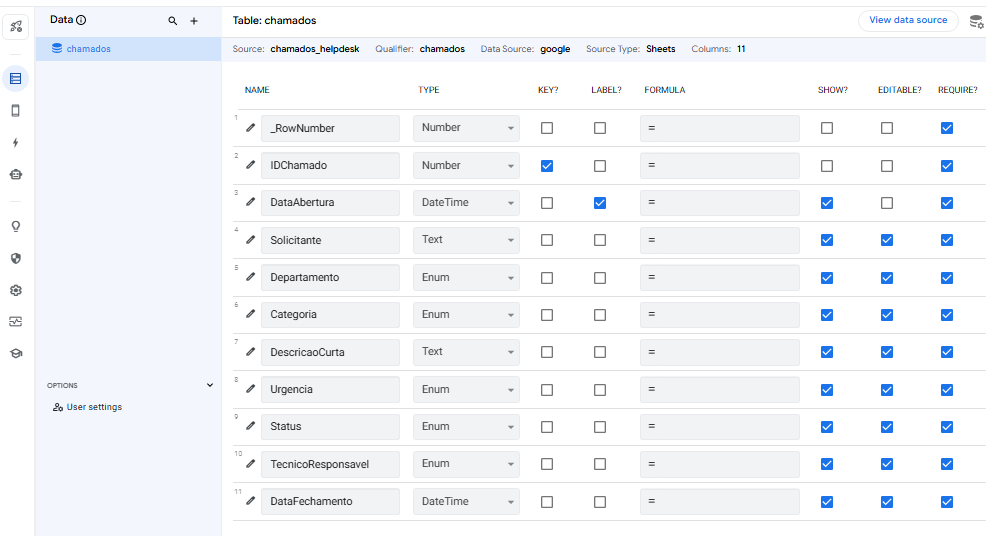 Data
Table: chamados
View data source
chamados
Source: chamados_helpdesk Qualifier: chamados Data Source: google Source Type: Sheets Columns: 11
NAME TYPE KEY? LABEL? FORMULA SHOW? EDITABLE? REQUIRE?
1 _RowNumber Number =
2 IDChamado Number =
3 DataAbertura DateTime =
4 Solicitante Text =
5 Departamento Enum =
6 Categoria Enum =
7 DescricaoCurta Text =
8 Urgencia Enum =
9 Status Enum =
10 TecnicoResponsavel Enum =
11 DataFechamento DateTime =
OPTIONS
User settings